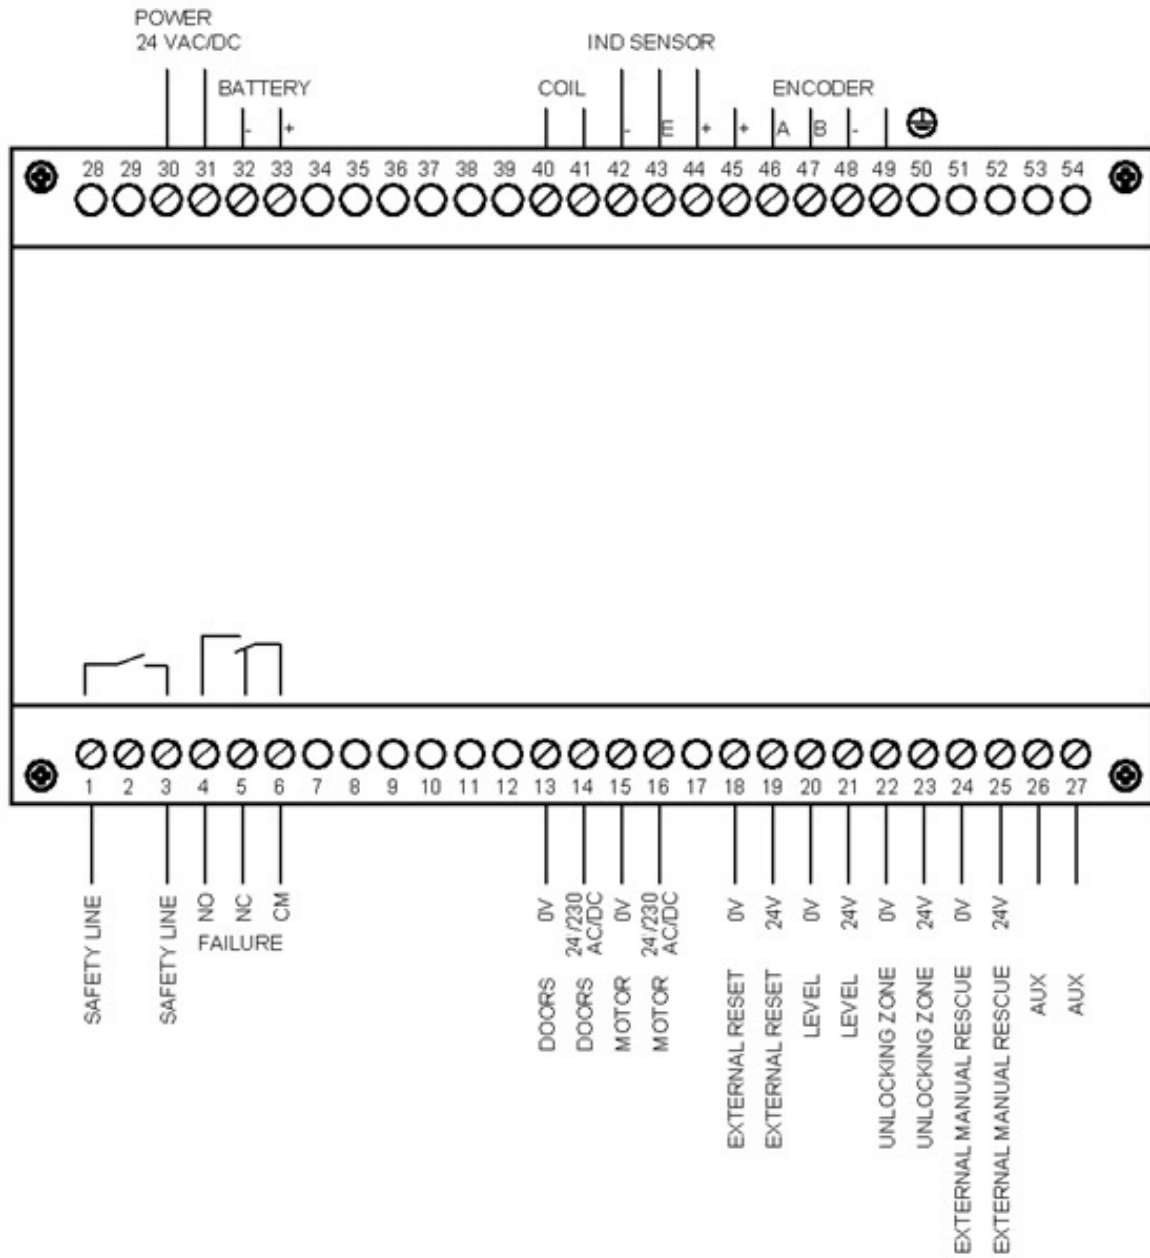 POWER
24 VAC/DC
IND SENSOR
BATTERY
COIL
ENCODER
- + - E + + A B -
28 29 30 31 32 33 34 35 36 37 38 39 40 41 42 43 44 45 46 47 48 49 50 51 52 53 54
1 2 3 4 5 6 7 8 9 10 11 12 13 14 15 16 17 18 19 20 21 22 23 24 25 26 27
SAFETY LINE
SAFETY LINE
NO
NC
CM
FAILURE
DOORS 0V
DOORS 24/230
AC/DC
MOTOR 0V
MOTOR 24/230
AC/DC
EXTERNAL RESET 0V
EXTERNAL RESET 24V
LEVEL 0V
LEVEL 24V
UNLOCKING ZONE 0V
UNLOCKING ZONE 24V
EXTERNAL MANUAL RESCUE 0V
EXTERNAL MANUAL RESCUE 24V
AUX
AUX